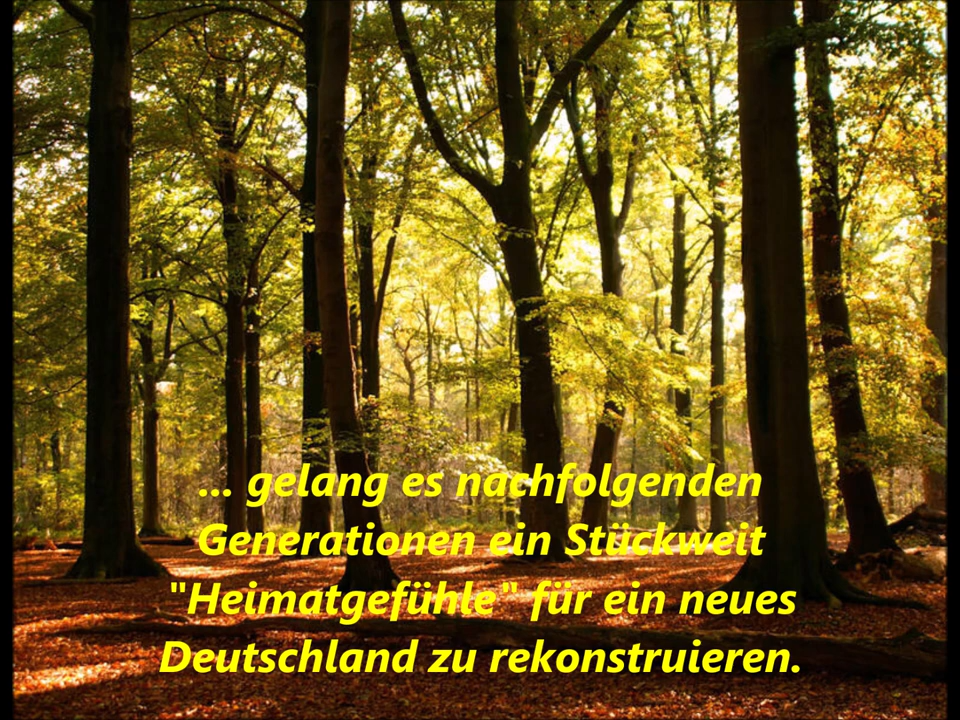 ... gelang es nachfolgenden
Generationen ein Stückweit
"Heimatgefühle" für ein neues
Deutschland zu rekonstruieren.